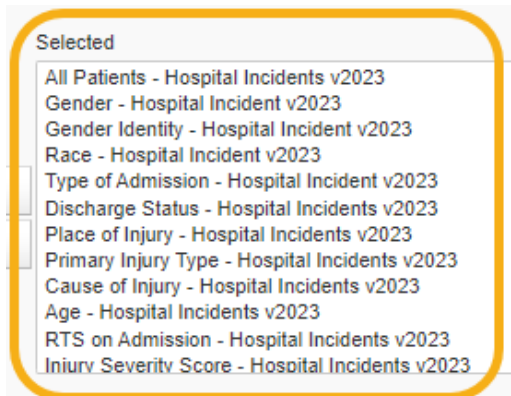 Selected
All Patients - Hospital Incidents v2023
Gender - Hospital Incident v2023
Gender Identity - Hospital Incident v2023
Race - Hospital Incident v2023
Type of Admission - Hospital Incident v2023
Discharge Status - Hospital Incidents v2023
Place of Injury - Hospital Incidents v2023
Primary Injury Type - Hospital Incidents v2023
Cause of Injury - Hospital Incidents v2023
Age - Hospital Incidents v2023
RTS on Admission - Hospital Incidents v2023
Injury Severity Score - Hospital Incidents v2023